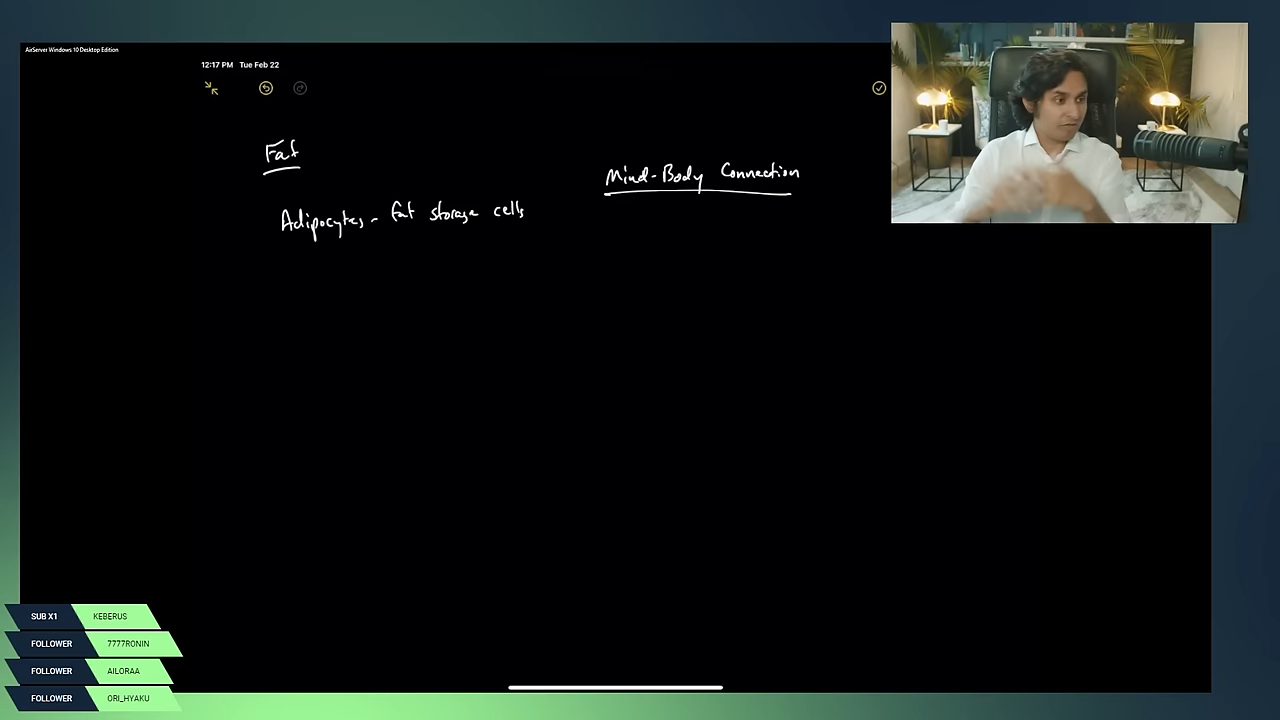 AirServer Windows 10 Desktop Edition
12:17 PM Tue Feb 22
Fat
Mind-Body Connection
Adipocytes - fat storage cells
SUB X1 KEBERUS
FOLLOWER 7777RONIN
FOLLOWER AILORAA
FOLLOWER ORI_HYAKU